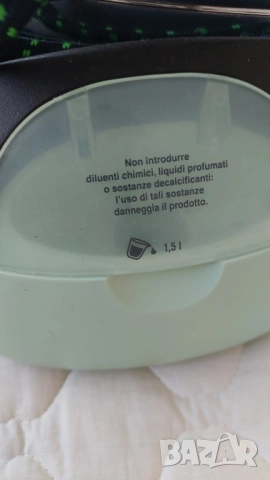 Non introdurre
diluenti chimici, liquidi profumati
o sostanze decalcificanti:
l'uso di tali sostanze
danneggia il prodotto.
1,5 l
BAZAR